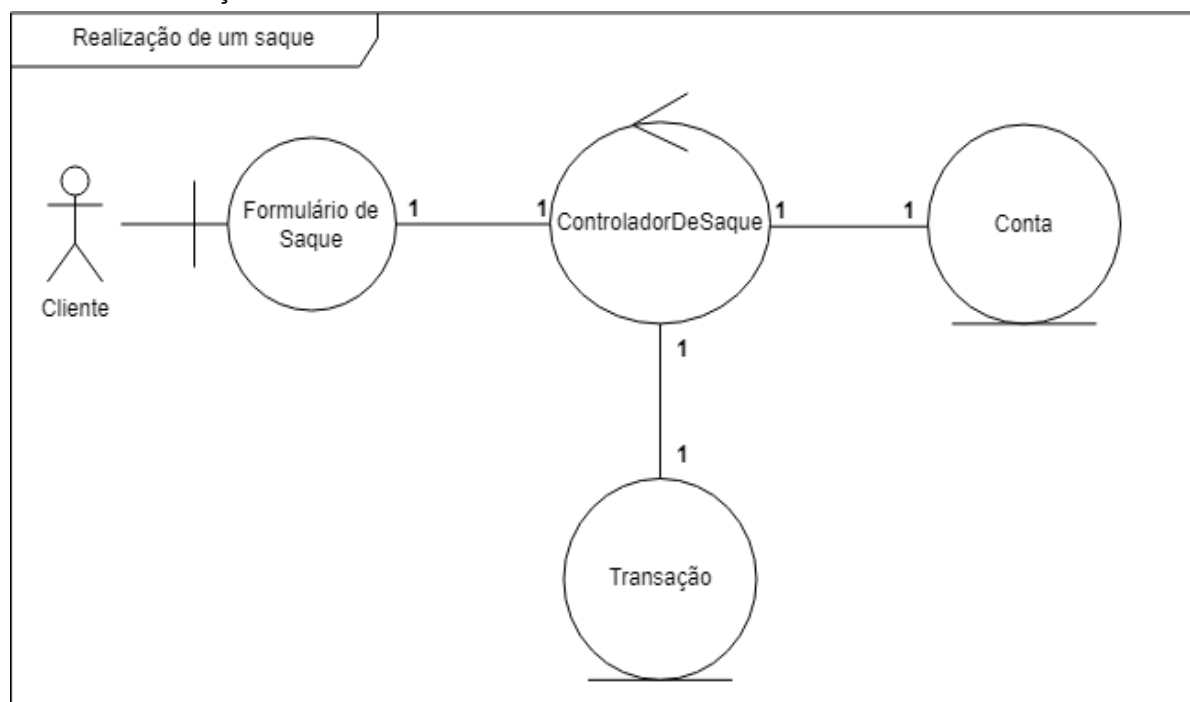 Realização de um saque
Formulário de
Saque
1
1
ControladorDeSaque
1
1
Conta
Cliente
1
1
Transação